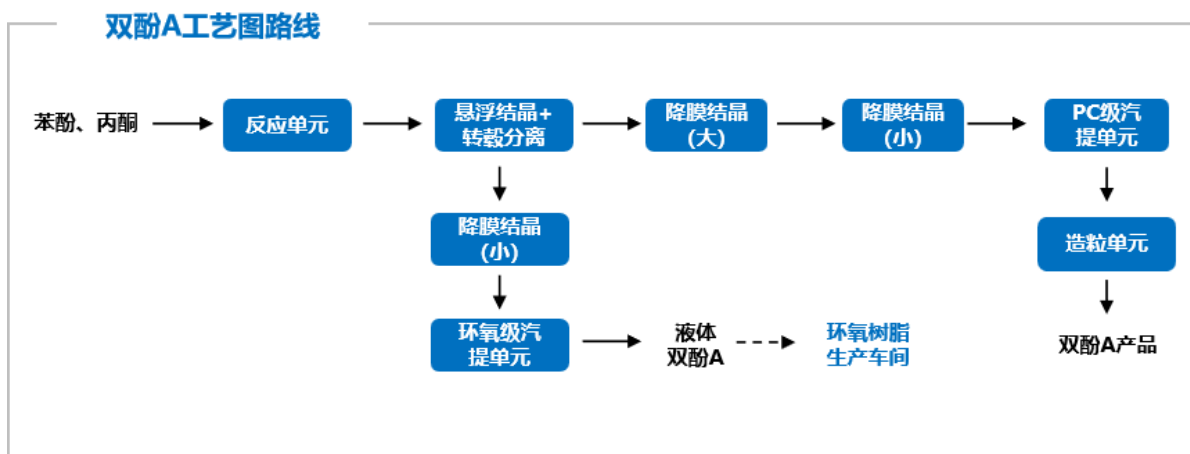 双酚A工艺图路线
苯酚、丙酮
反应单元
悬浮结晶+
转毂分离
降膜结晶
(大)
降膜结晶
(小)
PC级汽
提单元
降膜结晶
(小)
造粒单元
环氧级汽
提单元
液体
双酚A
环氧树脂
生产车间
双酚A产品